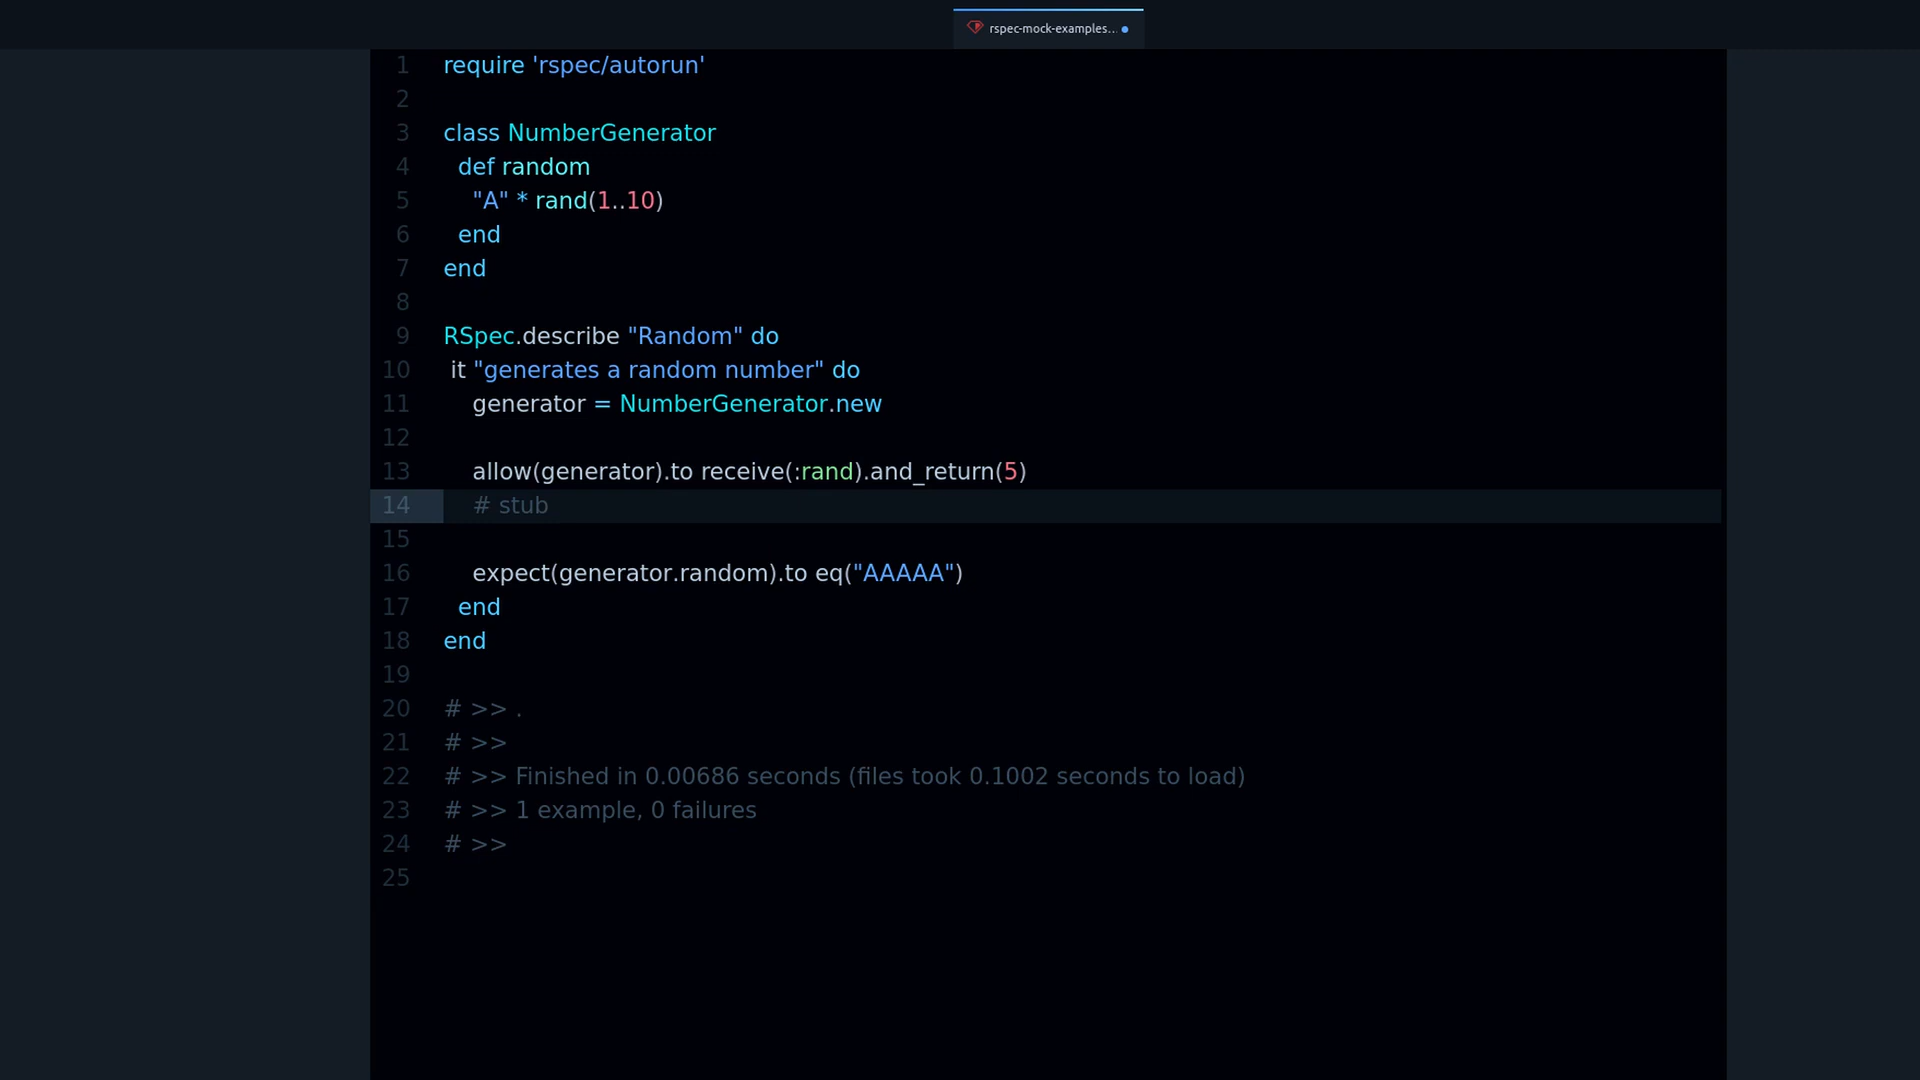 rspec-mock-examples...
1 require 'rspec/autorun'
2
3 class NumberGenerator
4   def random
5     "A" * rand(1..10)
6   end
7 end
8
9 RSpec.describe "Random" do
10  it "generates a random number" do
11     generator = NumberGenerator.new
12
13     allow(generator).to receive(:rand).and_return(5)
14     # stub
15
16     expect(generator.random).to eq("AAAAA")
17   end
18 end
19
20 # >> .
21 # >>
22 # >> Finished in 0.00686 seconds (files took 0.1002 seconds to load)
23 # >> 1 example, 0 failures
24 # >>
25